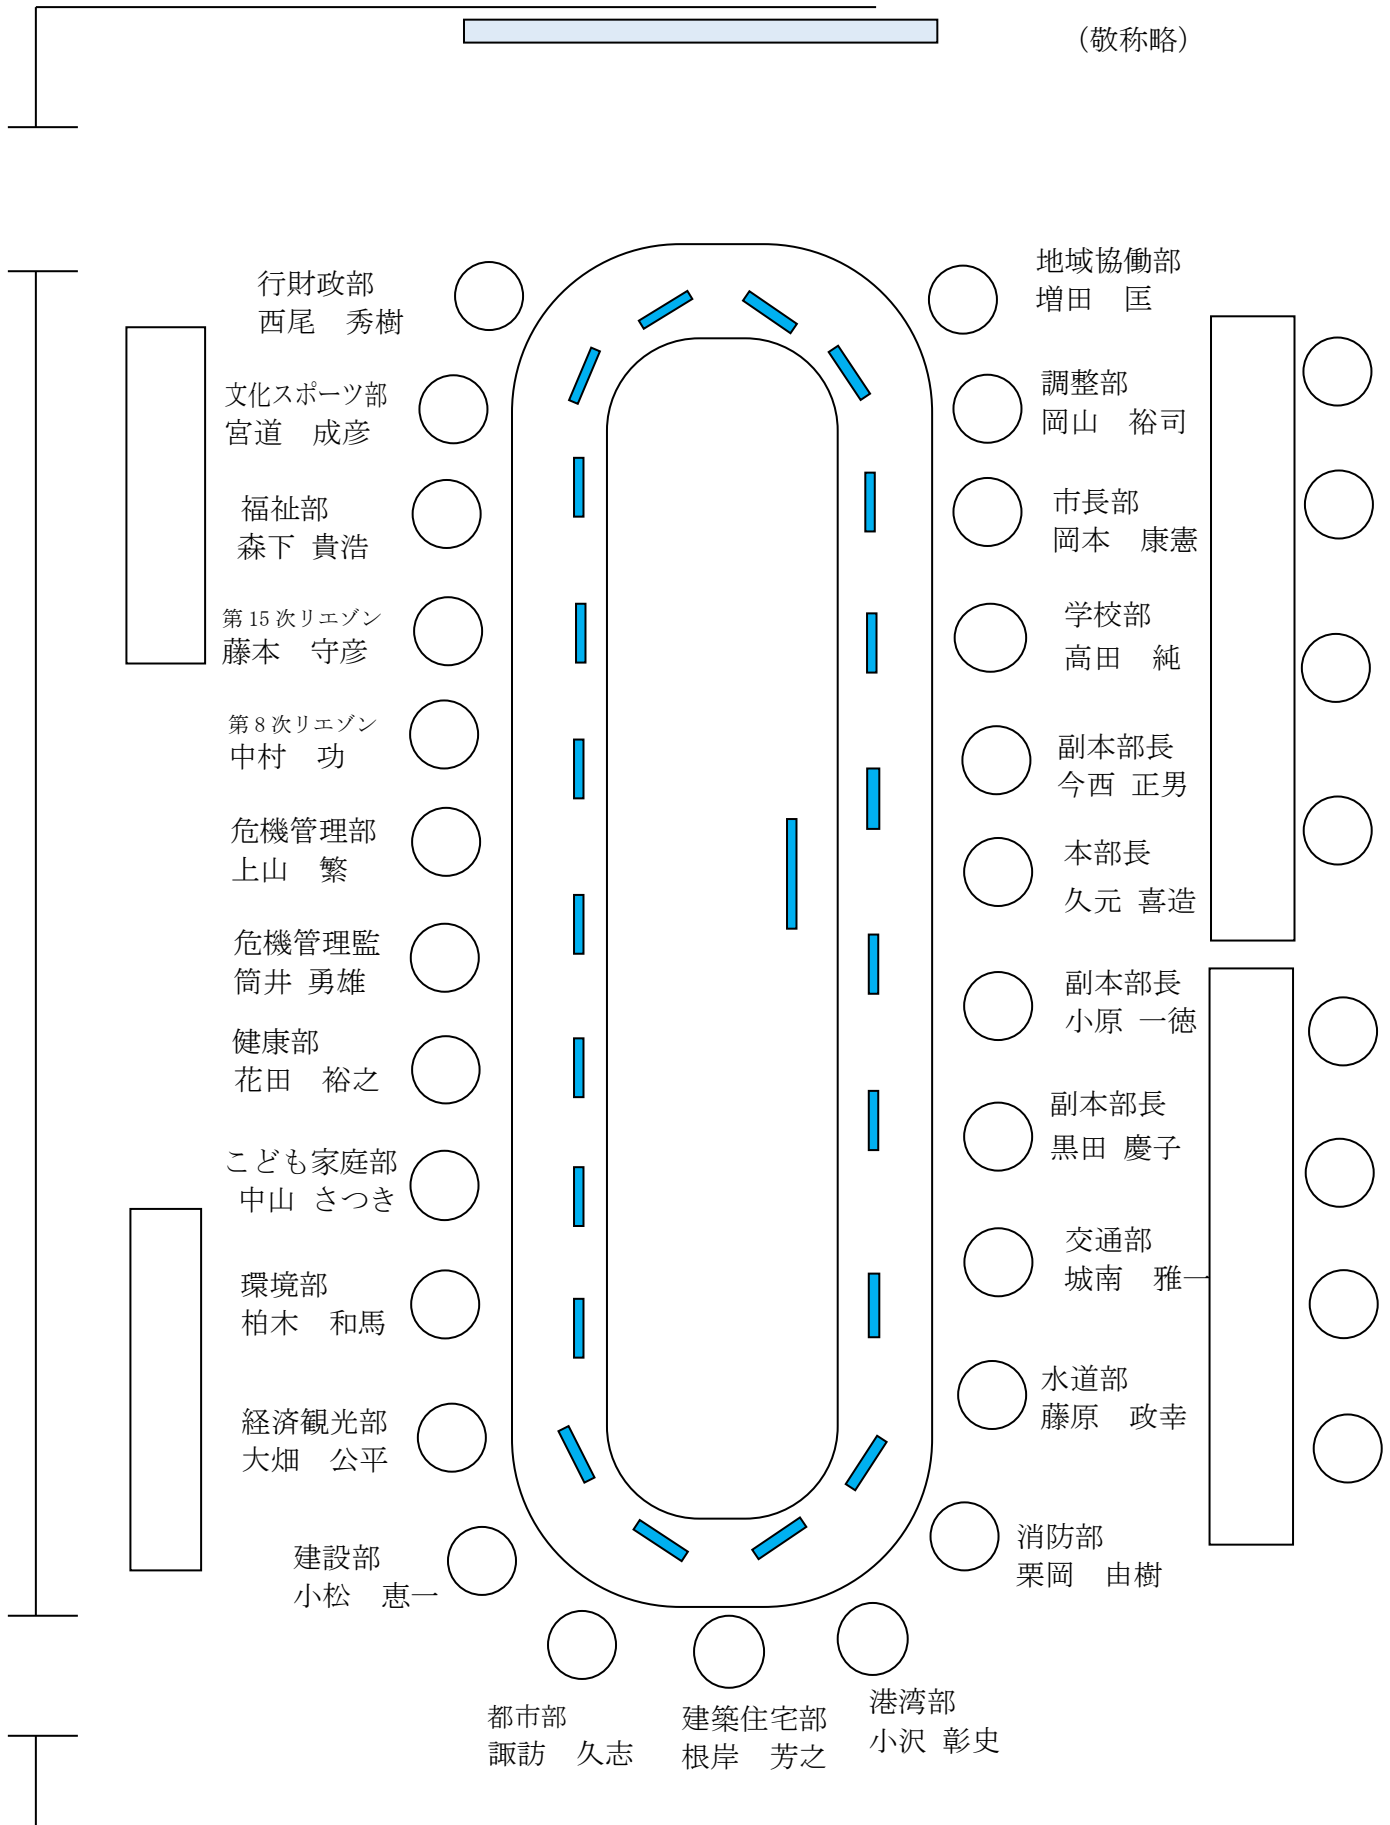 (敬称略)
行財政部
西尾　秀樹
文化スポーツ部
宮道　成彦
福祉部
森下 貴浩
第 15 次リエゾン
藤本　守彦
第 8 次リエゾン
中村　功
危機管理部
上山　繁
危機管理監
筒井 勇雄
健康部
花田　裕之
こども家庭部
中山 さつき
環境部
柏木　和馬
経済観光部
大畑　公平
建設部
小松　恵一
都市部
諏訪　久志
建築住宅部
根岸　芳之
港湾部
小沢 彰史
地域協働部
増田　匡
調整部
岡山　裕司
市長部
岡本　康憲
学校部
高田　純
副本部長
今西 正男
本部長
久元 喜造
副本部長
小原 一徳
副本部長
黒田 慶子
交通部
城南　雅一
水道部
藤原　政幸
消防部
栗岡　由樹